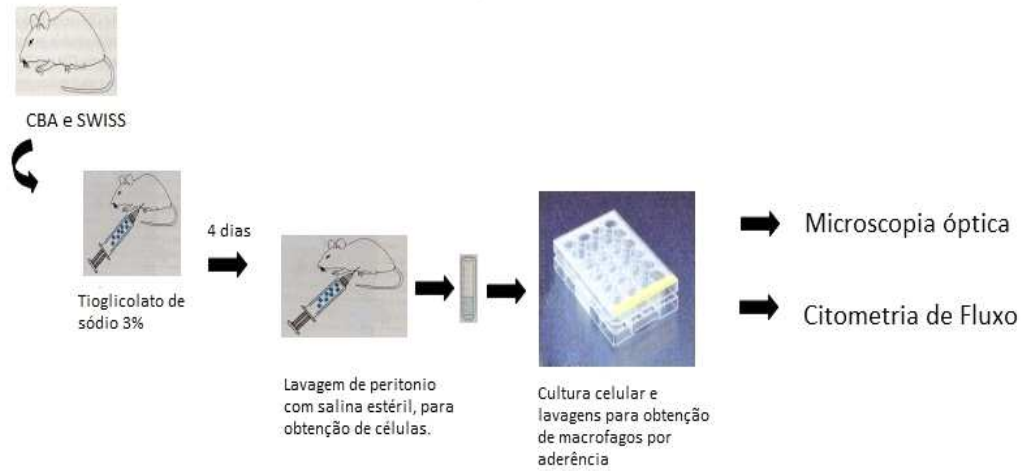 CBA e SWISS
4 dias
Tioglicolato de
sódio 3%
Lavagem de peritonio
com salina estéril, para
obtenção de células.
Cultura celular e
lavagens para obtenção
de macrofagos por
aderência
Microscopia óptica
Citometria de Fluxo